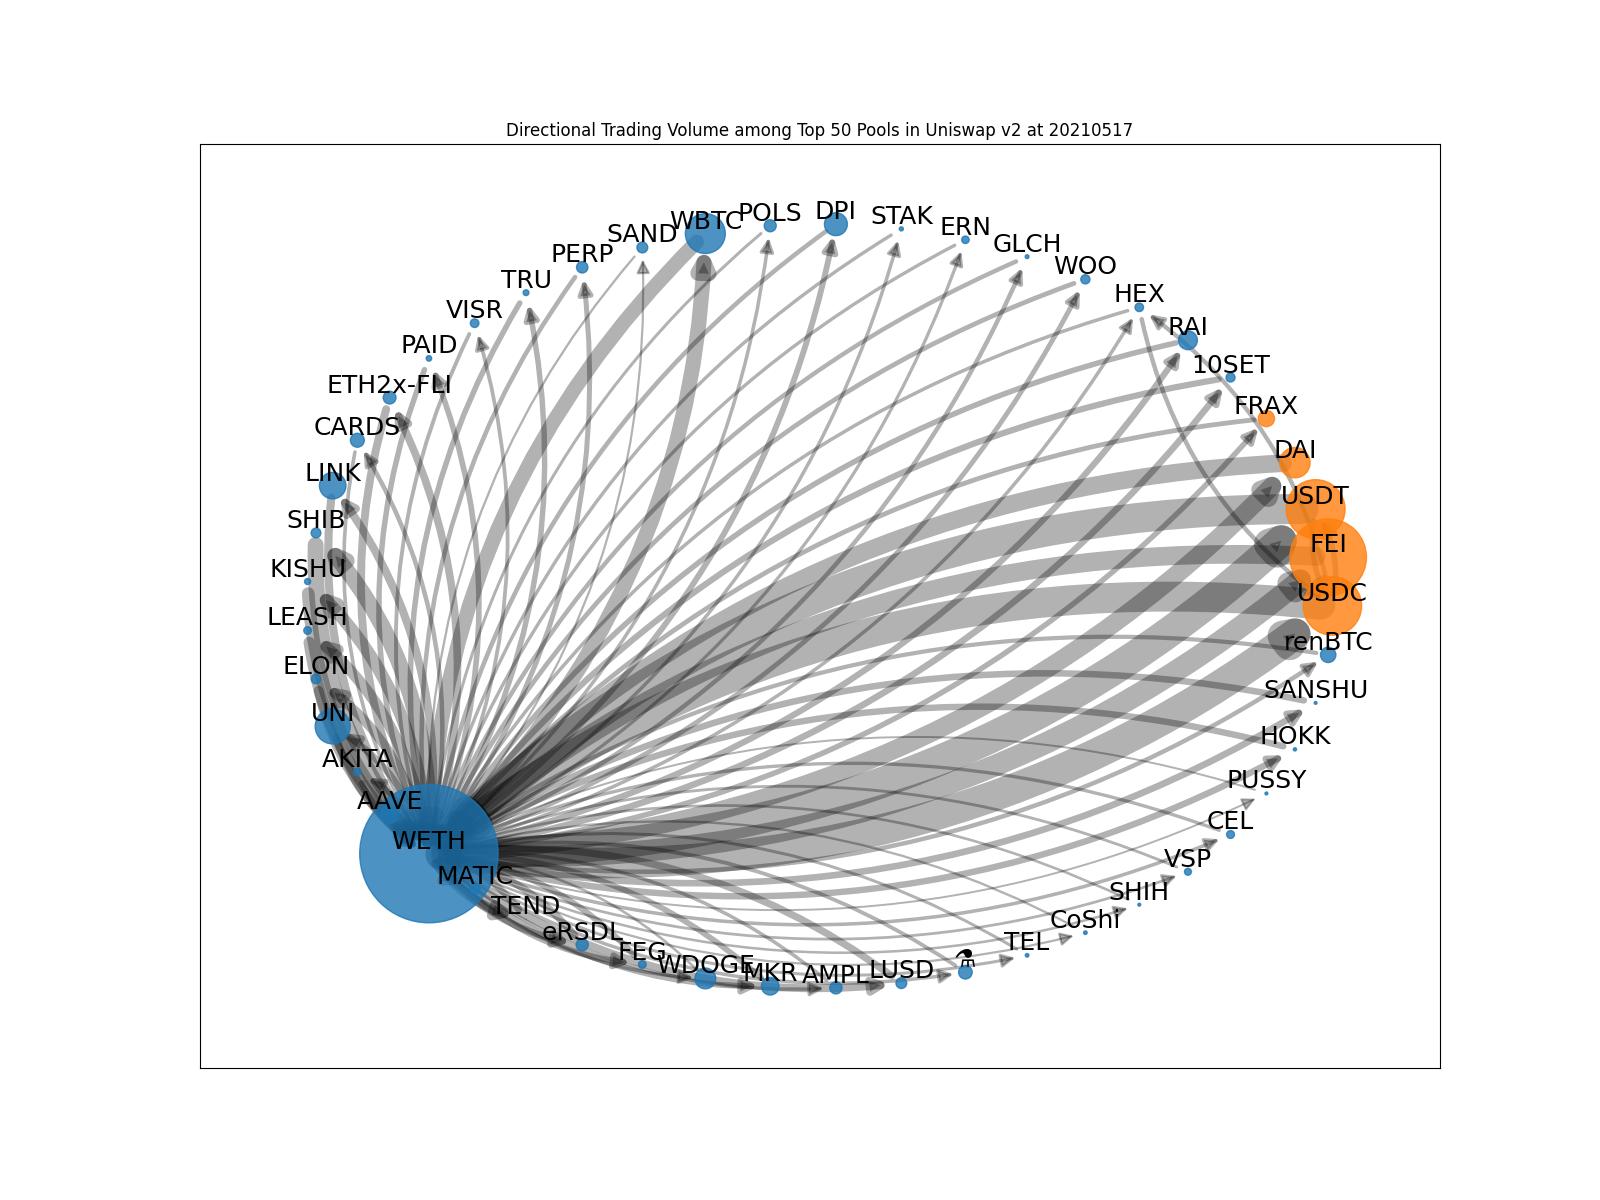 Directional Trading Volume among Top 50 Pools in Uniswap v2 at 20210517
WBTC
POLS
DPI
STAK
ERN
SAND
GLCH
PERP
WOO
TRU
HEX
VISR
RAI
PAID
10SET
ETH2x-FLI
FRAX
CARDS
DAI
LINK
USDT
SHIB
FEI
KISHU
USDC
LEASH
renBTC
ELON
SANSHU
UNI
HOKK
AKITA
PUSSY
AAVE
CEL
WETH
VSP
MATIC
SHIH
TEND
CoShi
eRSDL
TEL
FEG
⚗
WDOGE
MKR
AMPL
LUSD